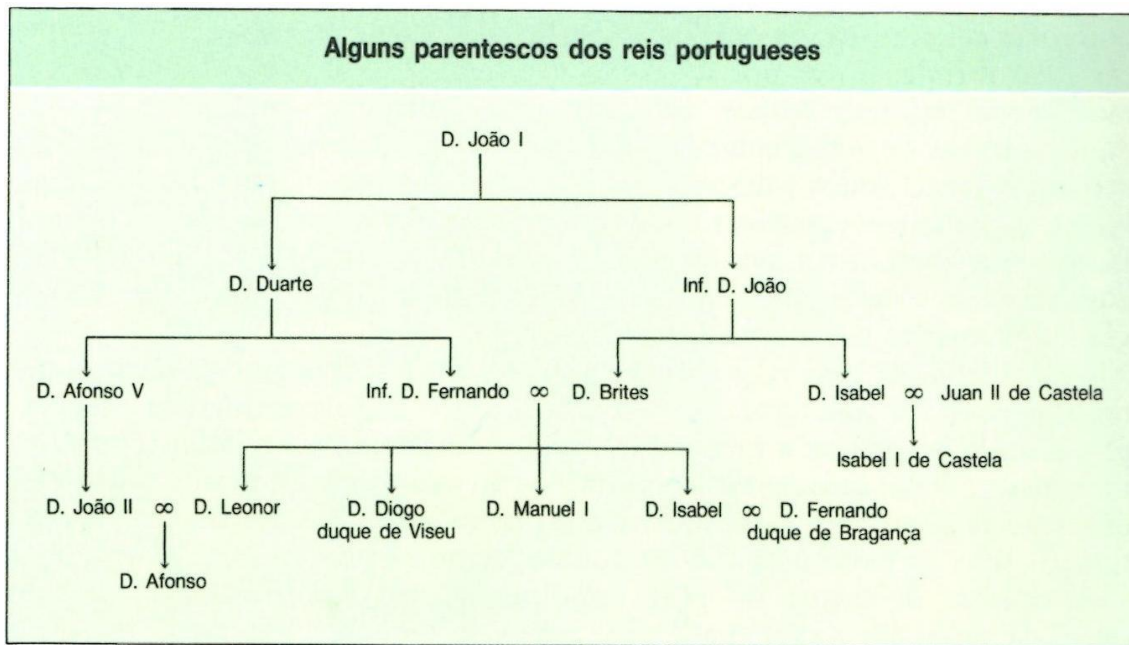 Alguns parentescos dos reis portugueses
D. João I
D. Duarte Inf. D. João
D. Afonso V Inf. D. Fernando ∞ D. Brites D. Isabel ∞ Juan II de Castela
Isabel I de Castela
D. João II ∞ D. Leonor D. Diogo D. Manuel I D. Isabel ∞ D. Fernando
duque de Viseu duque de Bragança
D. Afonso